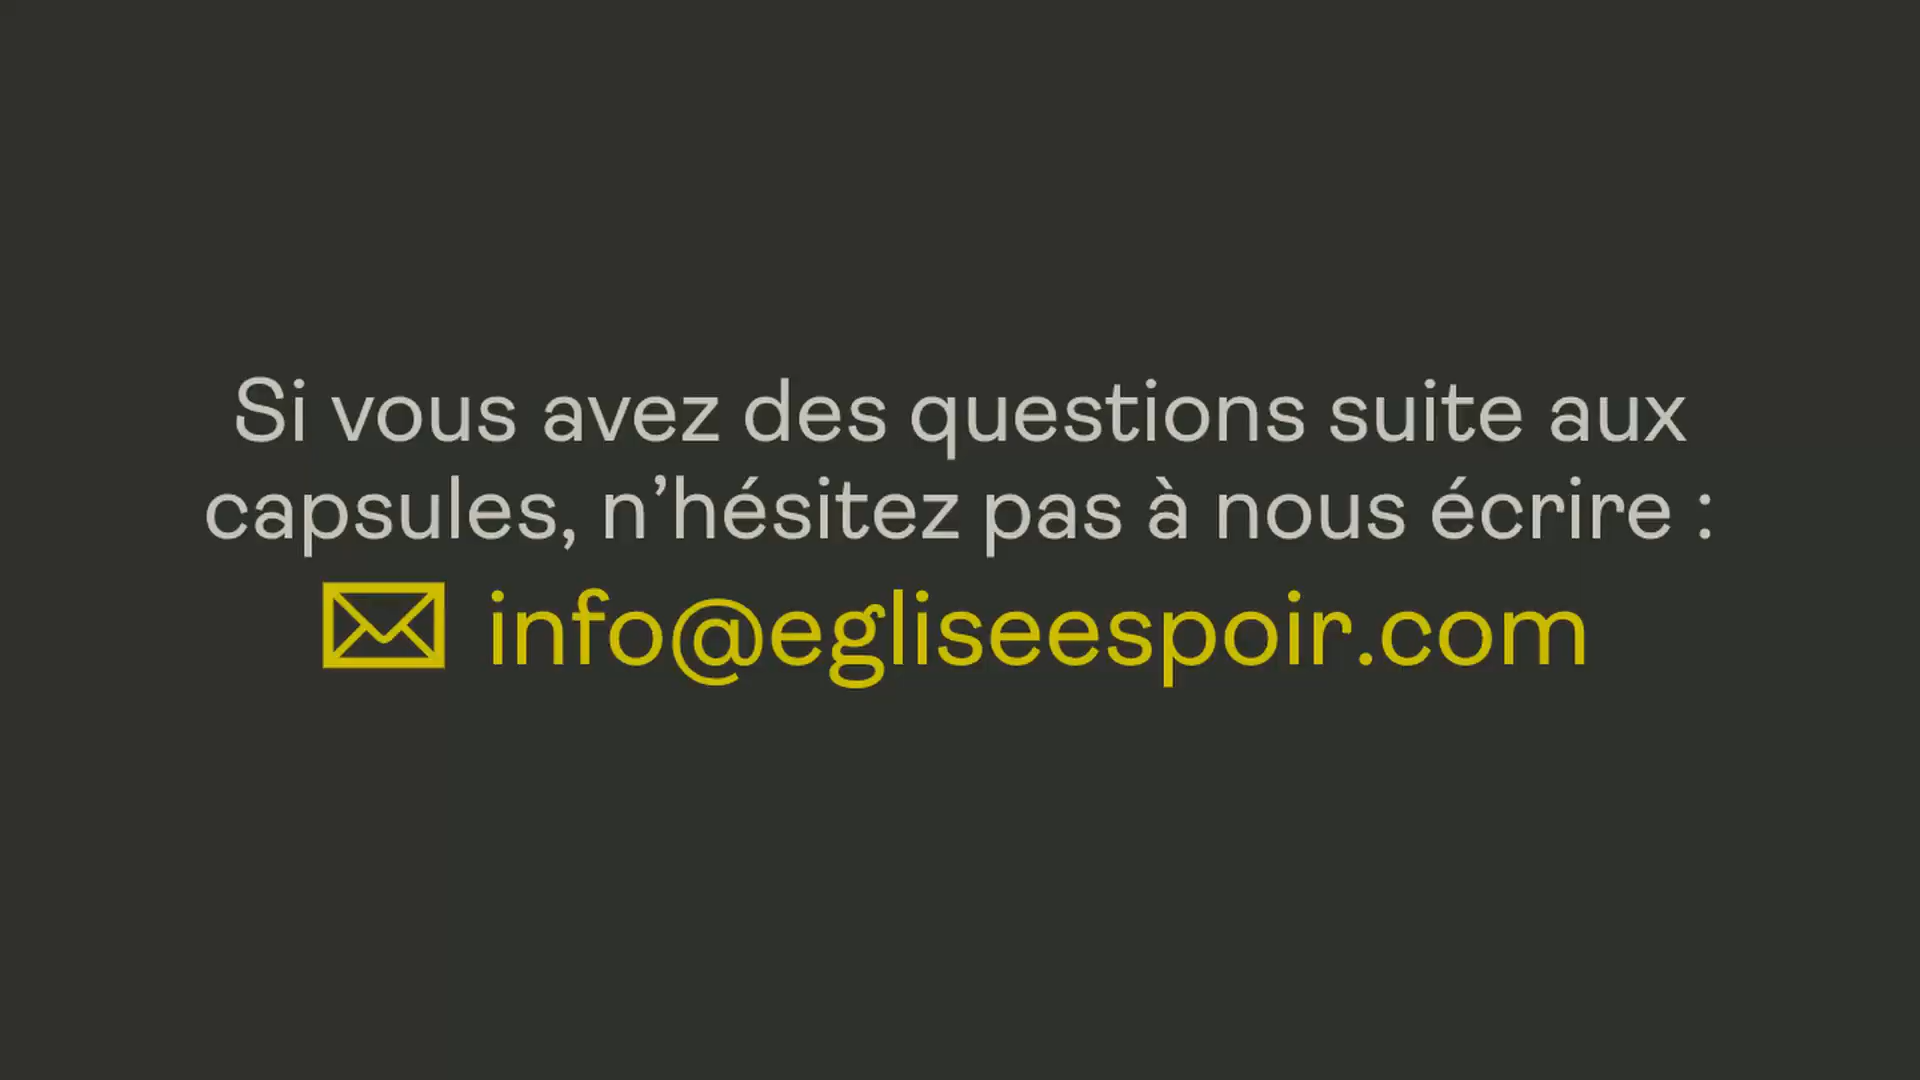 Si vous avez des questions suite aux
capsules, n’hésitez pas à nous écrire :
info@egliseespoir.com